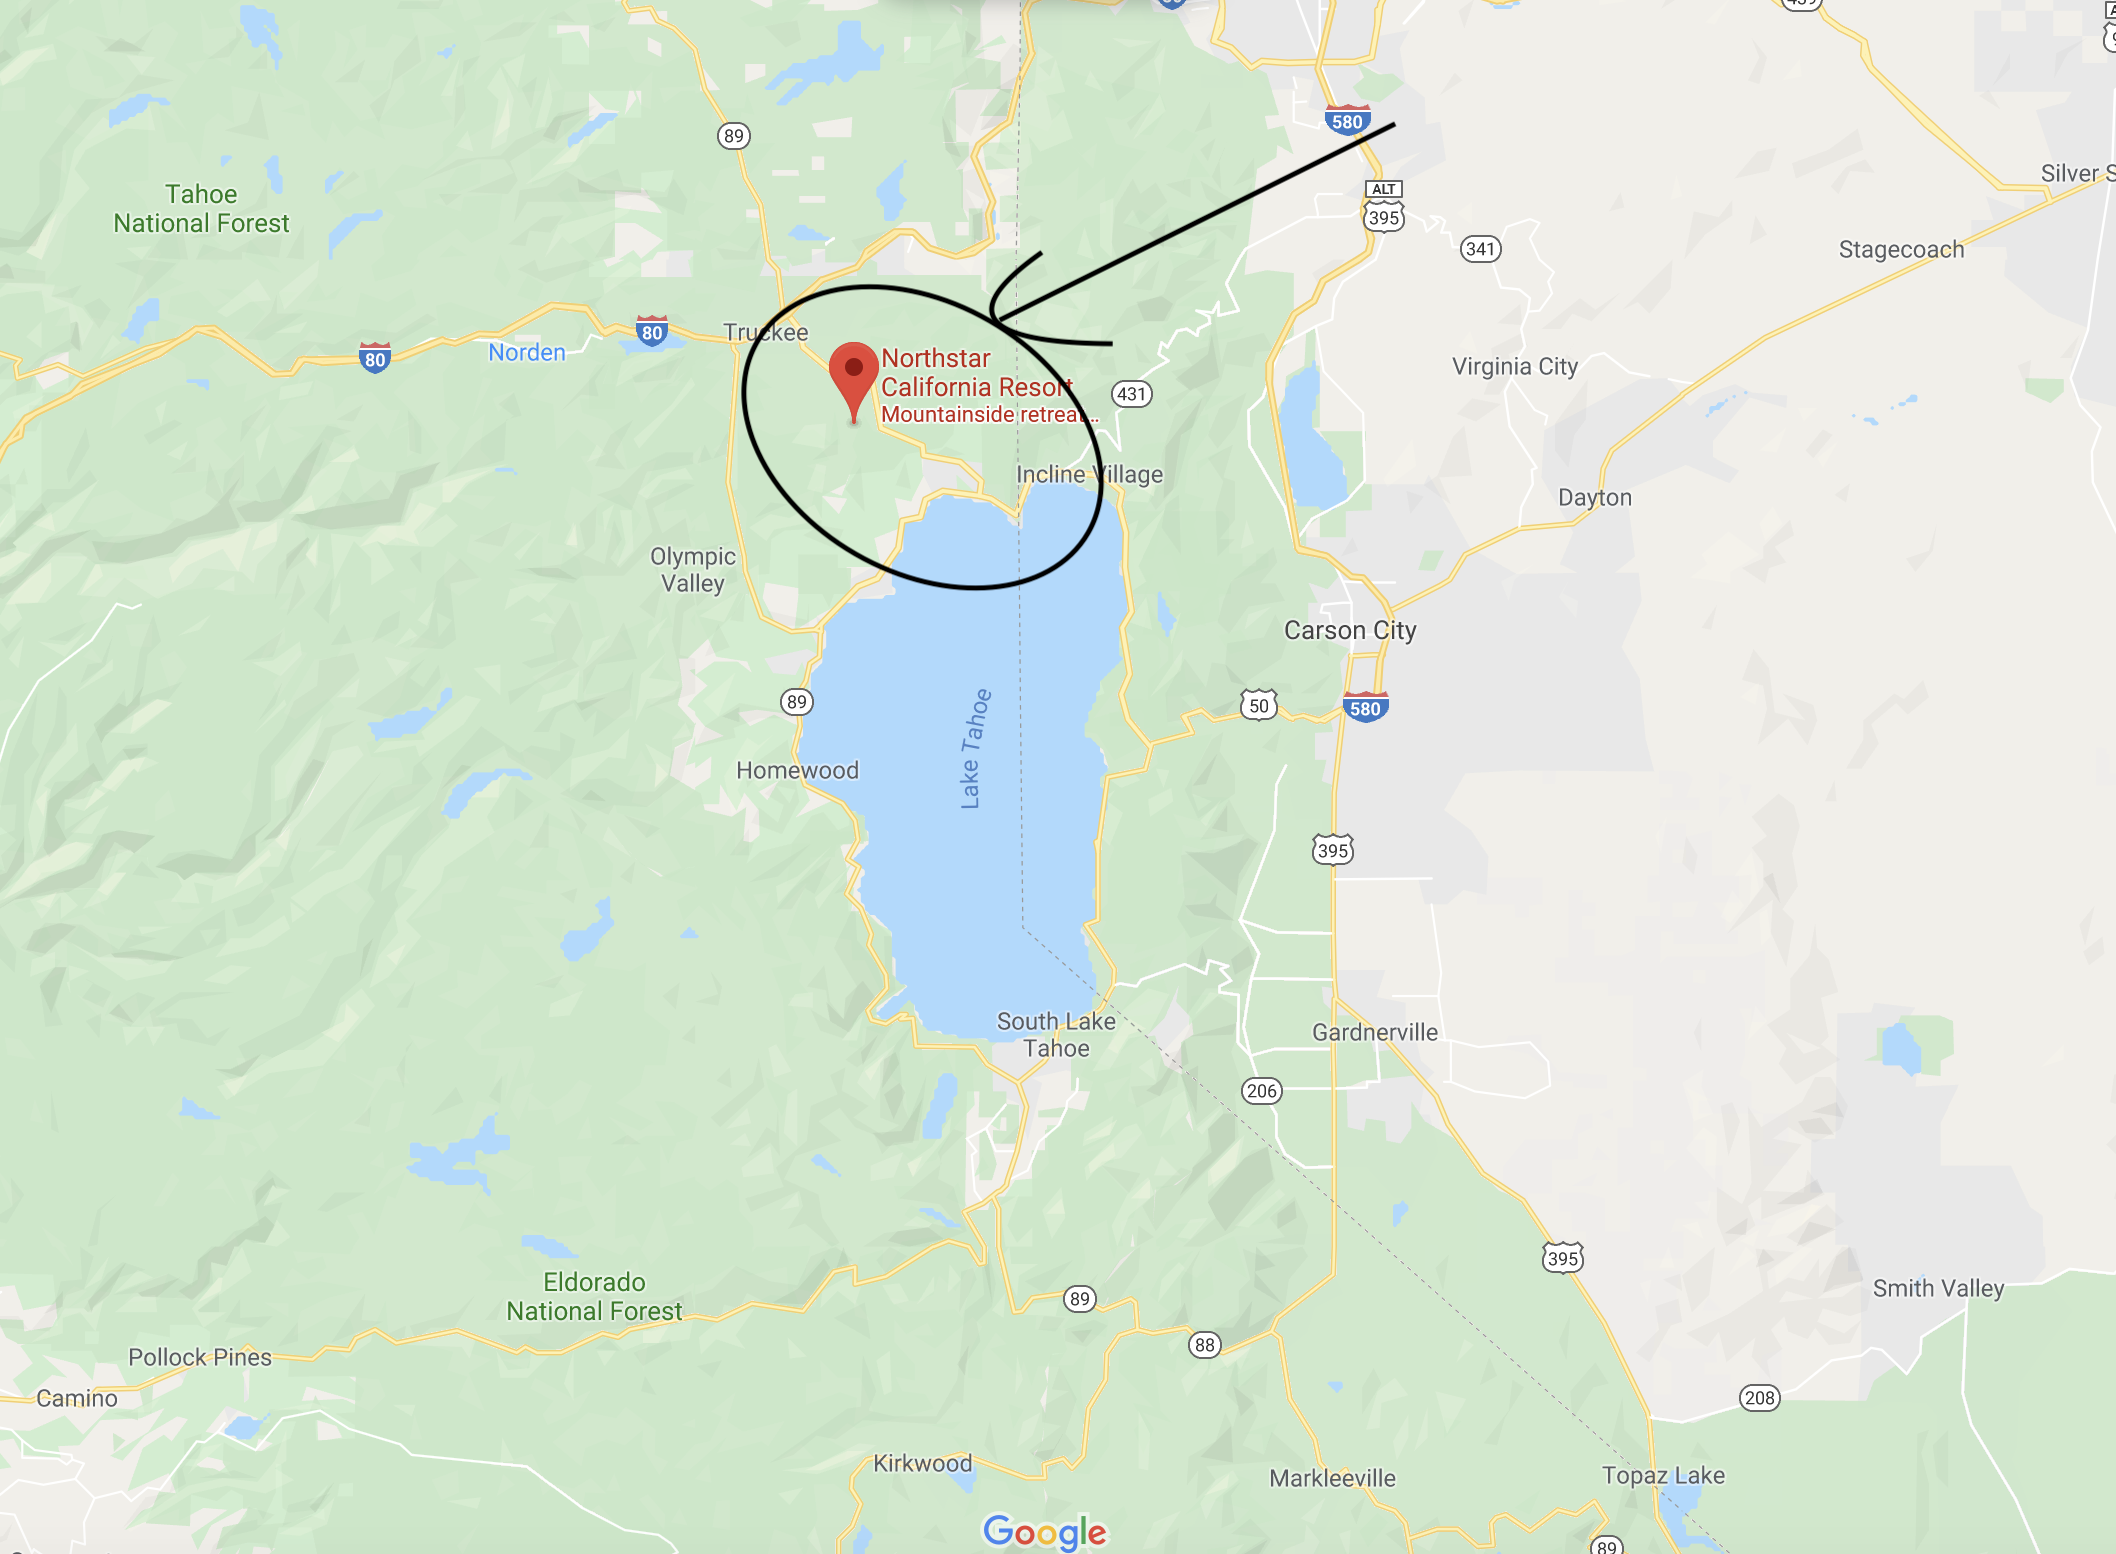 439
80
A
9
580
89
ALT
395
Silver S
Tahoe
National Forest
341
Stagecoach
Truckee
80
80
Norden
Northstar
California Resort
Mountainside retreat…
431
Virginia City
Incline Village
Dayton
Olympic
Valley
Carson City
89
50
580
Lake Tahoe
Homewood
395
South Lake
Tahoe
Gardnerville
206
395
Eldorado
National Forest
89
Smith Valley
88
Pollock Pines
Camino
208
Kirkwood
Markleeville
Topaz Lake
Google
89